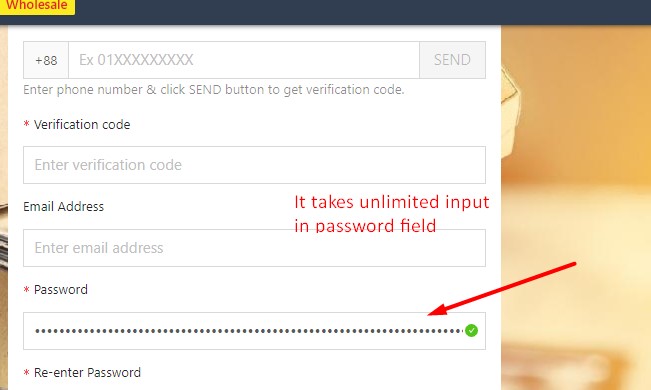 Wholesale
+88 Ex 01XXXXXXXXX SEND
Enter phone number & click SEND button to get verification code.
* Verification code
Enter verification code
It takes unlimited input
in password field
Email Address
Enter email address
* Password
••••••••••••••••••••••••••••••••••••••••••••••••••••••••••••••••••••••
* Re-enter Password